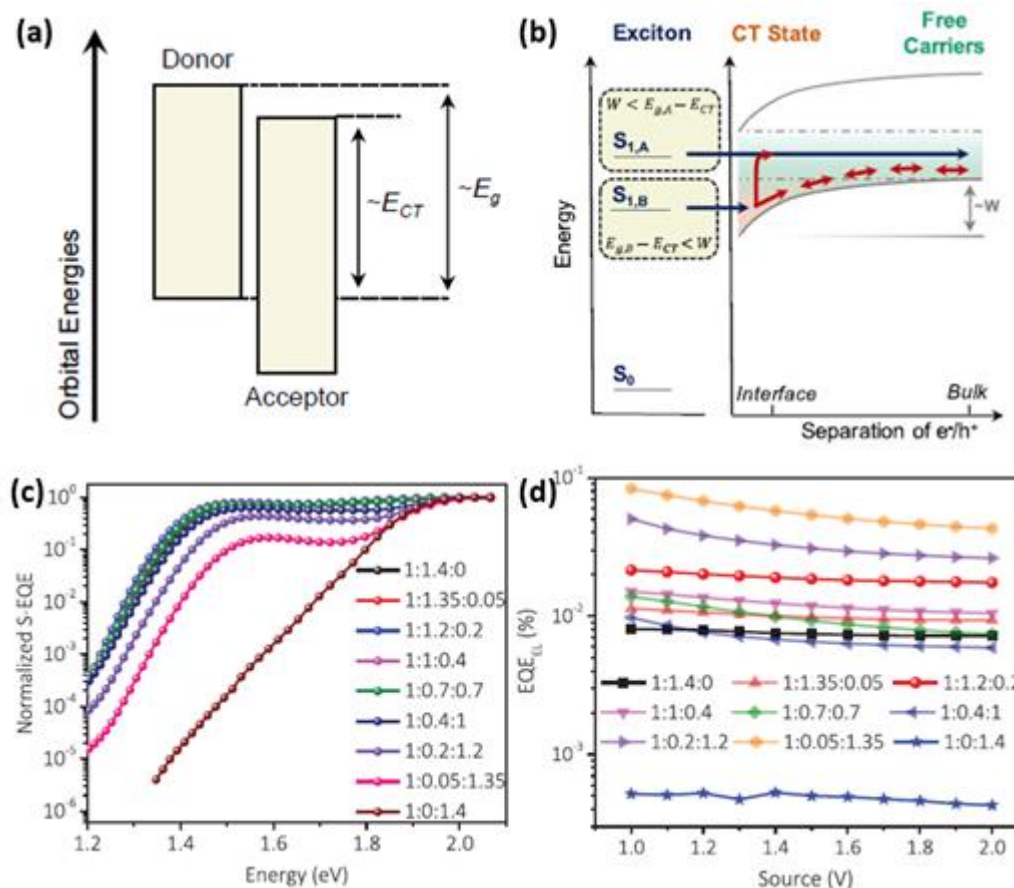 (a)
Orbital Energies
Donor
~E_CT
~E_g
Acceptor
(b)
Exciton
CT State
Free
Carriers
Energy
W < E_g,A − E_CT
S_1,A
S_1,B
E_g,B − E_CT < W
S_0
~W
Interface
Bulk
Separation of e⁻/h⁺
(c)
Normalized S-EQE
10^0
10^-1
10^-2
10^-3
10^-4
10^-5
10^-6
1:1.4:0
1:1.35:0.05
1:1.2:0.2
1:1:0.4
1:0.7:0.7
1:0.4:1
1:0.2:1.2
1:0.05:1.35
1:0:1.4
1.2 1.4 1.6 1.8 2.0
Energy (eV)
(d)
EQE_EL (%)
10^-1
10^-2
10^-3
1:1.4:0 1:1.35:0.05 1:1.2:0.2
1:1:0.4 1:0.7:0.7 1:0.4:1
1:0.2:1.2 1:0.05:1.35 1:0:1.4
1.0 1.2 1.4 1.6 1.8 2.0
Source (V)